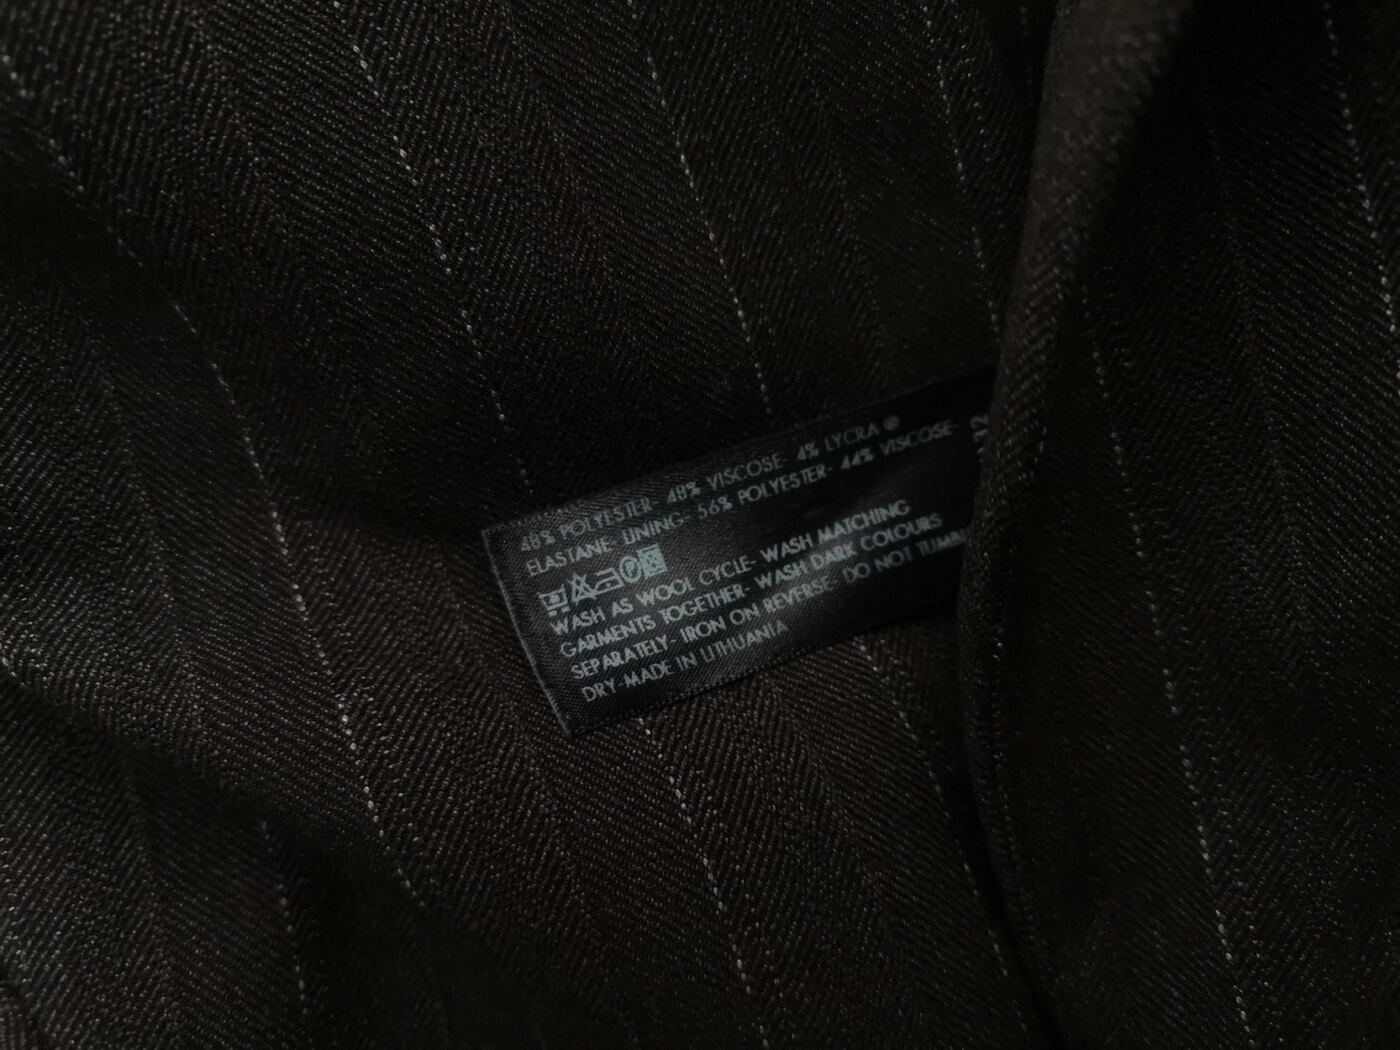 48% POLYESTER- 48% VISCOSE- 4% LYCRA ®
ELASTANE- LINING- 56% POLYESTER- 44% VISCOSE-
WASH AS WOOL CYCLE- WASH MATCHING
GARMENTS TOGETHER- WASH DARK COLOURS
SEPARATELY- IRON ON REVERSE. DO NOT TUMBL
DRY-MADE IN LITHUANIA